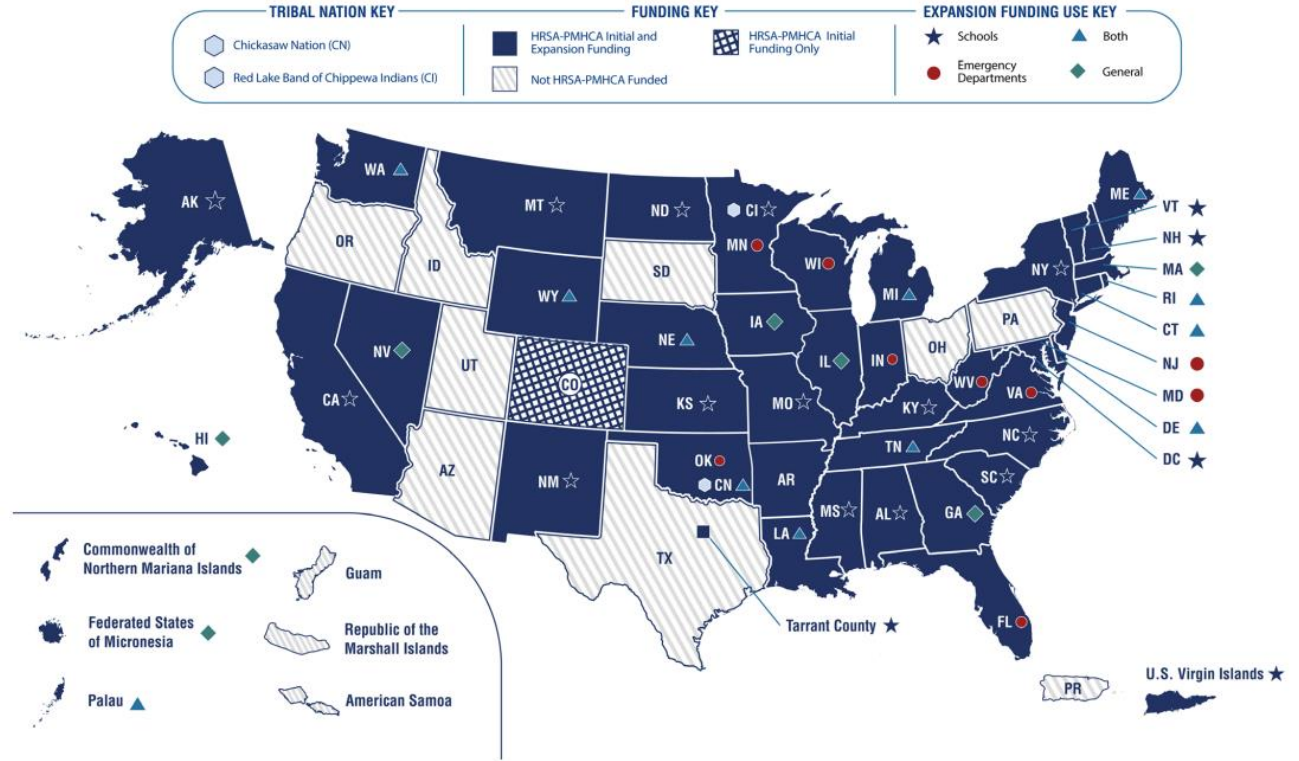 TRIBAL NATION KEY
Chickasaw Nation (CN)
Red Lake Band of Chippewa Indians (CI)
FUNDING KEY
HRSA-PMHCA Initial and
Expansion Funding
HRSA-PMHCA Initial
Funding Only
Not HRSA-PMHCA Funded
EXPANSION FUNDING USE KEY
Schools
Both
Emergency
Departments
General
AK
WA
OR
ID
MT
ND
CI
MN
SD
WI
MI
WY
NE
IA
NV
UT
CO
CA
KS
MO
IL
IN
OH
PA
NY
ME
VT
NH
MA
RI
CT
NJ
MD
DE
DC
WV
VA
KY
NC
TN
SC
HI
AZ
NM
OK
CN
AR
MS
AL
GA
LA
TX
FL
Tarrant County
Commonwealth of
Northern Mariana Islands
Guam
Federated States
of Micronesia
Republic of the
Marshall Islands
Palau
American Samoa
PR
U.S. Virgin Islands